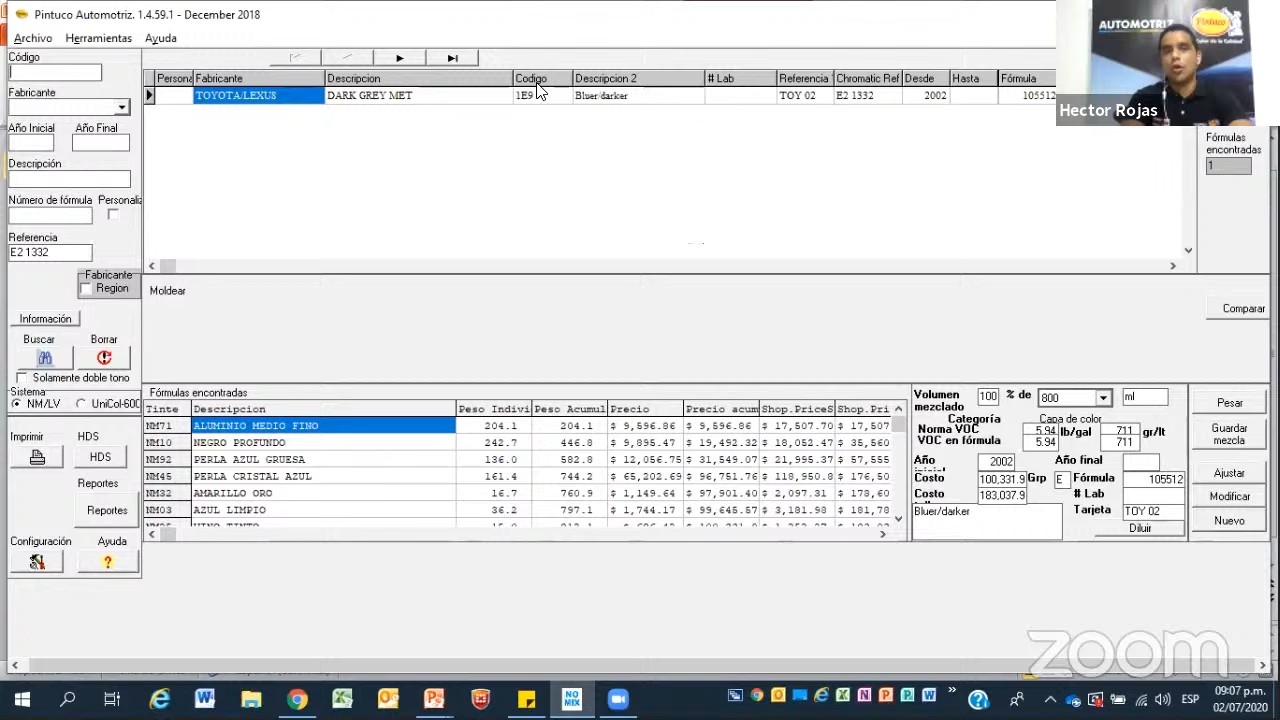 Pintuco Automotriz. 1.4.59.1 - December 2018
Archivo Herramientas Ayuda
AUTOMOTRIZ Pintuco
Hector Rojas
Código
Fabricante
Año Inicial Año Final
Descripción
Número de fórmula Personaliz
Referencia
E2 1332
Fabricante
Region
Información
Buscar Borrar
Solamente doble tono
Sistema
NM/LV UniCol-600
Imprimir HDS
HDS
Reportes
Reportes
Configuración Ayuda
Persona Fabricante Descripcion Codigo Descripcion 2 # Lab Referencia Chromatic Ref Desde Hasta Fórmula
TOYOTA/LEXUS DARK GREY MET 1E9 Bluer/darker TOY 02 E2 1332 2002 105512
Fórmulas encontradas
1
Moldear
Comparar
Fórmulas encontradas
Tinte Descripcion Peso Indivi Peso Acumul Precio Precio acum Shop.PriceS Shop.Pri
NM71 ALUMINIO MEDIO FINO 204.1 204.1 $ 9,596.86 $ 9,596.86 $ 17,507.70 $ 17,507
NM10 NEGRO PROFUNDO 242.7 446.8 $ 9,895.47 $ 19,492.32 $ 18,052.47 $ 35,560
NM92 PERLA AZUL GRUESA 136.0 582.8 $ 12,056.75 $ 31,549.07 $ 21,995.37 $ 57,555
NM45 PERLA CRISTAL AZUL 161.4 744.2 $ 65,202.69 $ 96,751.76 $ 118,950.8 $ 176,50
NM32 AMARILLO ORO 16.7 760.9 $ 1,149.64 $ 97,901.40 $ 2,097.31 $ 178,60
NM03 AZUL LIMPIO 36.2 797.1 $ 1,744.17 $ 99,645.57 $ 3,181.98 $ 181,78
Volumen mezclado 100 % de 800 ml
Categoría Capa de color
Norma VOC 5.94 lb/gal 711 gr/lt
VOC en fórmula 5.94 711
Año 2002 Año final
Costo 100,331.9 Grp E Fórmula 105512
Costo 183,037.9 # Lab
Tarjeta TOY 02
Bluer/darker
Diluir
Pesar
Guardar mezcla
Ajustar
Modificar
Nuevo
zoom
NO MIX
ESP
09:07 p.m.
02/07/2020